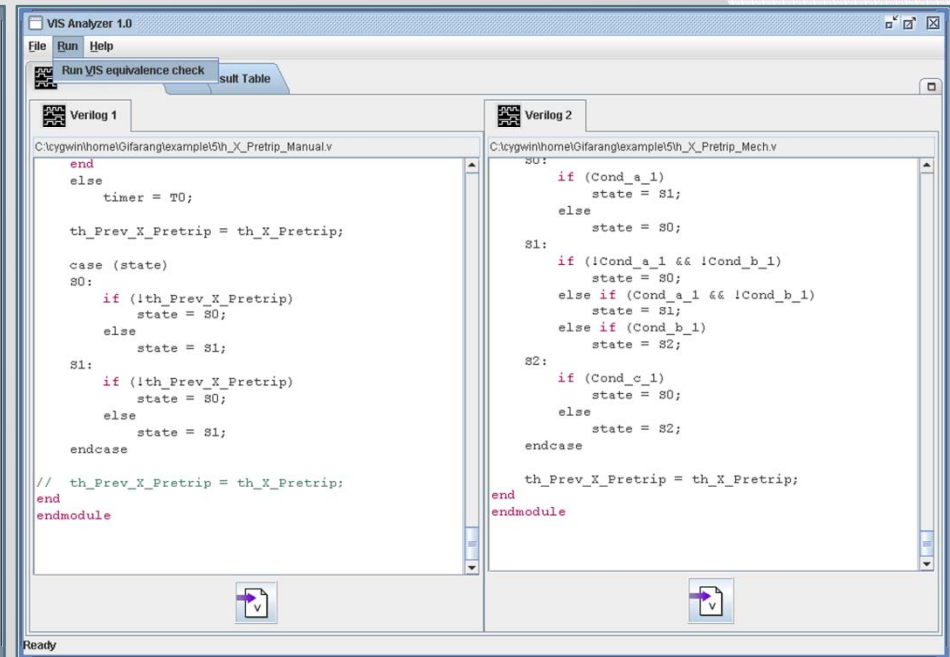 VIS Analyzer 1.0
File Run Help
Run VIS equivalence check
sult Table
Verilog 1
C:\cygwin\home\Gifarang\example\5\h_X_Pretrip_Manual.v
end
else
timer = T0;
th_Prev_X_Pretrip = th_X_Pretrip;
case (state)
S0:
if (!th_Prev_X_Pretrip)
state = S0;
else
state = S1;
S1:
if (!th_Prev_X_Pretrip)
state = S0;
else
state = S1;
endcase
// th_Prev_X_Pretrip = th_X_Pretrip;
end
endmodule
Verilog 2
C:\cygwin\home\Gifarang\example\5\h_X_Pretrip_Mech.v
S0:
if (Cond_a_1)
state = S1;
else
state = S0;
S1:
if (!Cond_a_1 && !Cond_b_1)
state = S0;
else if (Cond_a_1 && !Cond_b_1)
state = S1;
else if (Cond_b_1)
state = S2;
S2:
if (Cond_c_1)
state = S0;
else
state = S2;
endcase
th_Prev_X_Pretrip = th_X_Pretrip;
end
endmodule
V
V
Ready